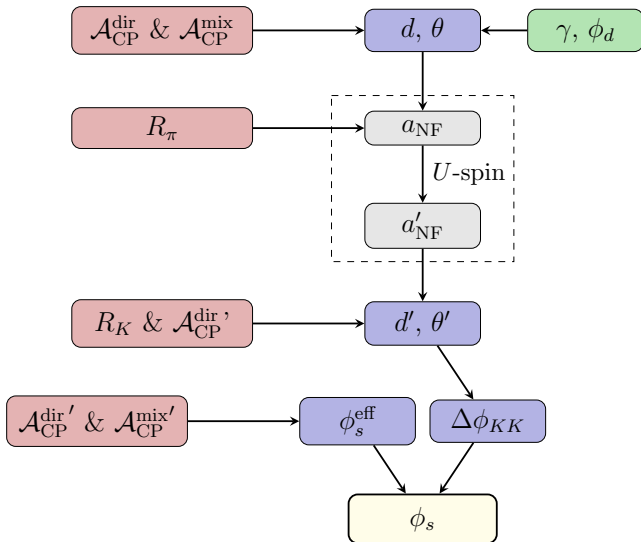 𝒜_CP^dir & 𝒜_CP^mix
d, θ
γ, ϕ_d
R_π
a_NF
U-spin
a′_NF
R_K & 𝒜_CP^dir ′
d′, θ′
𝒜_CP^dir ′ & 𝒜_CP^mix′
ϕ_s^eff
Δϕ_KK
ϕ_s